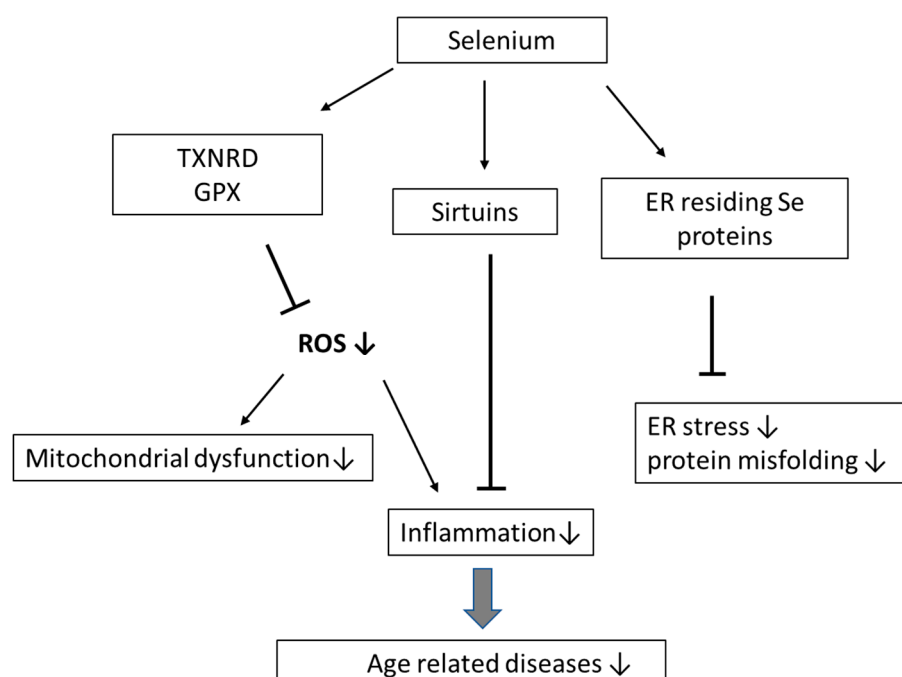 Selenium
TXNRD
GPX
Sirtuins
ER residing Se
proteins
ROS ↓
Mitochondrial dysfunction ↓
ER stress ↓
protein misfolding ↓
Inflammation ↓
Age related diseases ↓